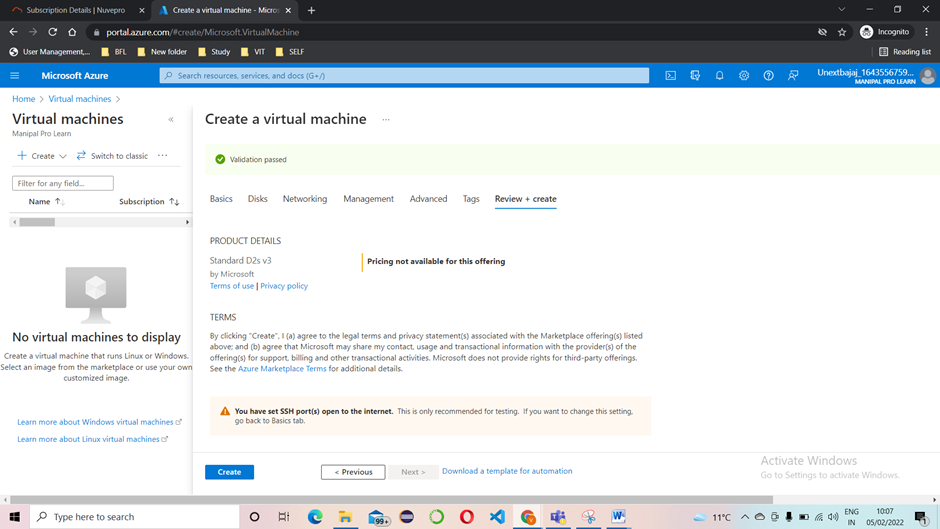 Subscription Details | Nuvepro
Create a virtual machine - Micros
portal.azure.com/#create/Microsoft.VirtualMachine
Incognito
User Management,...
BFL
New folder
Study
VIT
SELF
Reading list
Microsoft Azure
Search resources, services, and docs (G+/)
Unextbajaj_1643556759...
MANIPAL PRO LEARN
Home > Virtual machines >
Virtual machines
Manipal Pro Learn
Create a virtual machine
Create
Switch to classic
Validation passed
Filter for any field...
Name
Subscription
Basics
Disks
Networking
Management
Advanced
Tags
Review + create
PRODUCT DETAILS
Standard D2s v3
by Microsoft
Terms of use | Privacy policy
Pricing not available for this offering
TERMS
By clicking "Create", I (a) agree to the legal terms and privacy statement(s) associated with the Marketplace offering(s) listed
above; and (b) agree that Microsoft may share my contact, usage and transactional information with the provider(s) of the
offering(s) for support, billing and other transactional activities. Microsoft does not provide rights for third-party offerings.
See the Azure Marketplace Terms for additional details.
No virtual machines to display
Create a virtual machine that runs Linux or Windows.
Select an image from the marketplace or use your own
customized image.
Learn more about Windows virtual machines
Learn more about Linux virtual machines
You have set SSH port(s) open to the internet. This is only recommended for testing. If you want to change this setting,
go back to Basics tab.
Create
< Previous
Next >
Download a template for automation
Activate Windows
Go to Settings to activate Windows.
Type here to search
99+
11°C
ENG
IN
10:07
05/02/2022
1